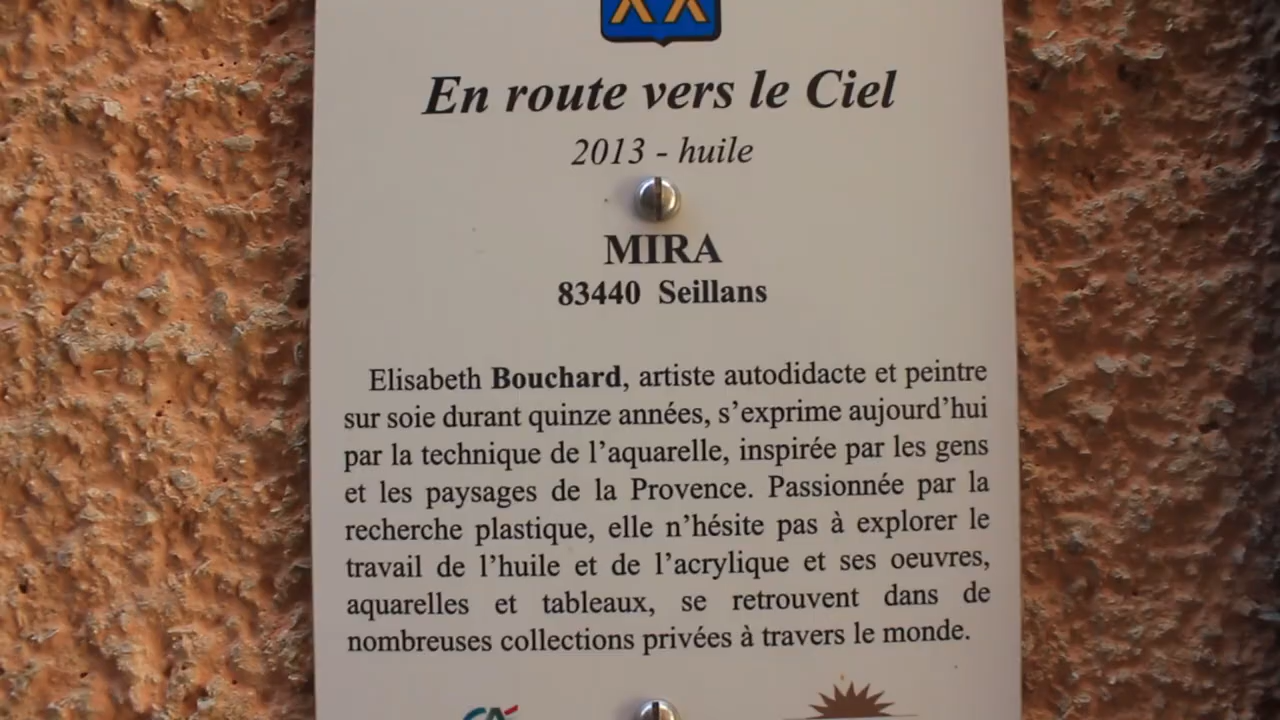 En route vers le Ciel
2013 - huile
MIRA
83440 Seillans
Elisabeth Bouchard, artiste autodidacte et peintre
sur soie durant quinze années, s'exprime aujourd'hui
par la technique de l'aquarelle, inspirée par les gens
et les paysages de la Provence. Passionnée par la
recherche plastique, elle n'hésite pas à explorer le
travail de l'huile et de l'acrylique et ses oeuvres,
aquarelles et tableaux, se retrouvent dans de
nombreuses collections privées à travers le monde.